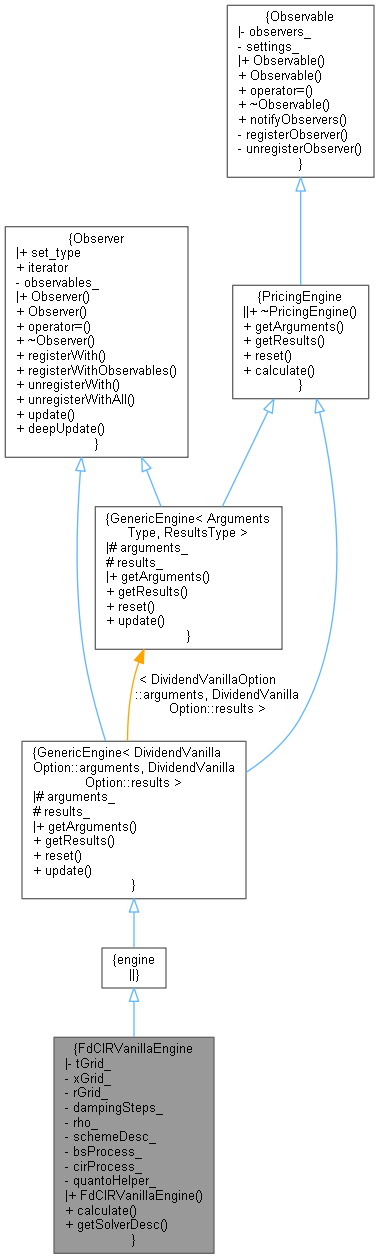 {Observable
|- observers_
- settings_
|+ Observable()
+ Observable()
+ operator=()
+ ~Observable()
+ notifyObservers()
- registerObserver()
- unregisterObserver()
}
{Observer
|+ set_type
+ iterator
- observables_
|+ Observer()
+ Observer()
+ operator=()
+ ~Observer()
+ registerWith()
+ registerWithObservables()
+ unregisterWith()
+ unregisterWithAll()
+ update()
+ deepUpdate()
}
{PricingEngine
||+ ~PricingEngine()
+ getArguments()
+ getResults()
+ reset()
+ calculate()
}
{GenericEngine< Arguments
Type, ResultsType >
|# arguments_
# results_
|+ getArguments()
+ getResults()
+ reset()
+ update()
}
< DividendVanillaOption
::arguments, DividendVanilla
Option::results >
{GenericEngine< DividendVanilla
Option::arguments, DividendVanilla
Option::results >
|# arguments_
# results_
|+ getArguments()
+ getResults()
+ reset()
+ update()
}
{engine
||}
{FdCIRVanillaEngine
|- tGrid_
- xGrid_
- rGrid_
- dampingSteps_
- rho_
- schemeDesc_
- bsProcess_
- cirProcess_
- quantoHelper_
|+ FdCIRVanillaEngine()
+ calculate()
+ getSolverDesc()
}